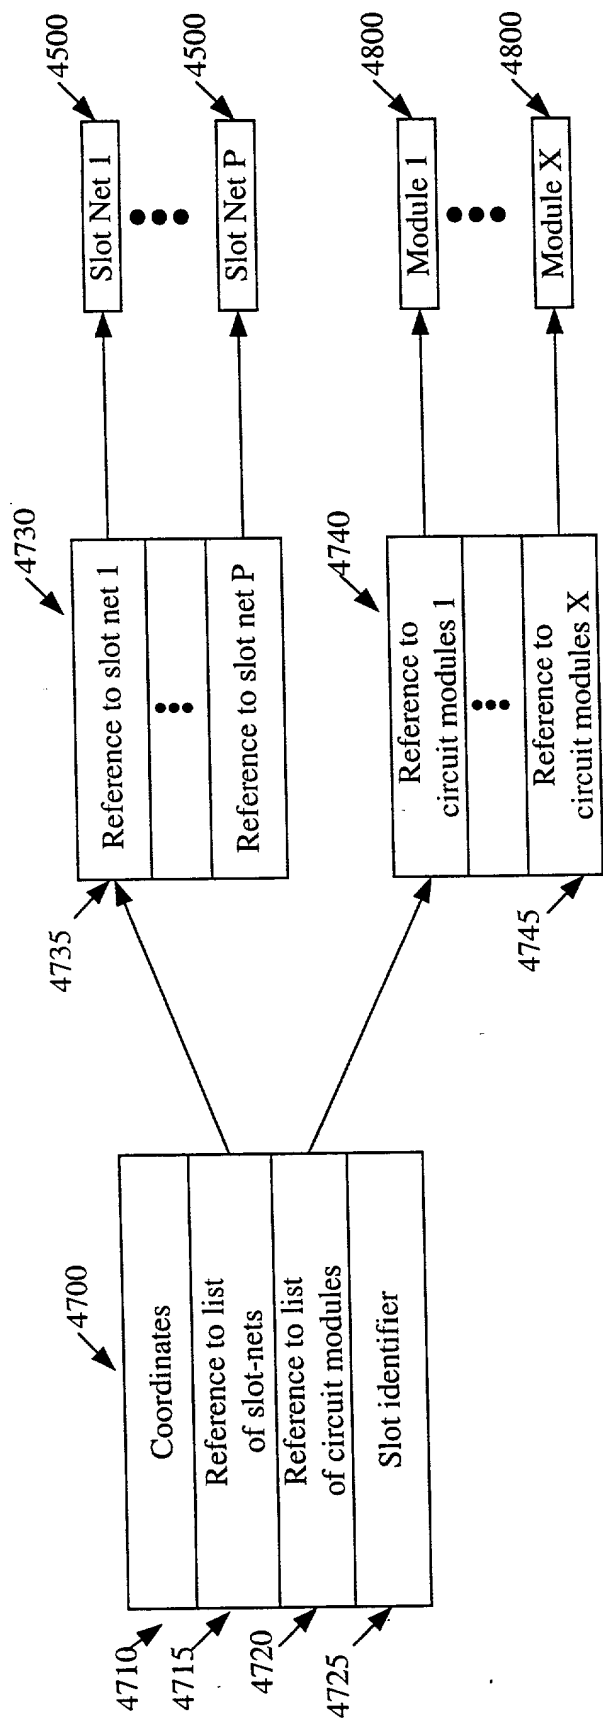 4700
4710
Coordinates
4715
Reference to list
of slot-nets
4720
Reference to list
of circuit modules
4725
Slot identifier
4730
4735
Reference to slot net 1
Reference to slot net P
4740
Reference to
circuit modules 1
4745
Reference to
circuit modules X
4500
Slot Net 1
4500
Slot Net P
4800
Module 1
4800
Module X